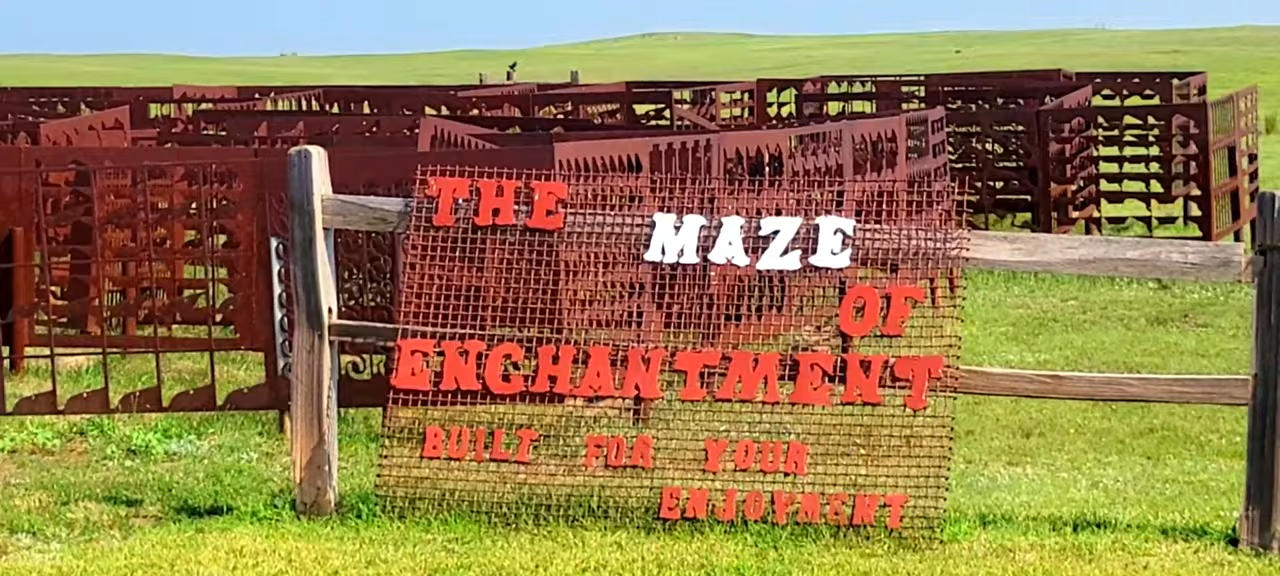 THE
MAZE
OF
ENCHANTMENT
BUILT FOR YOUR
ENJOYMENT